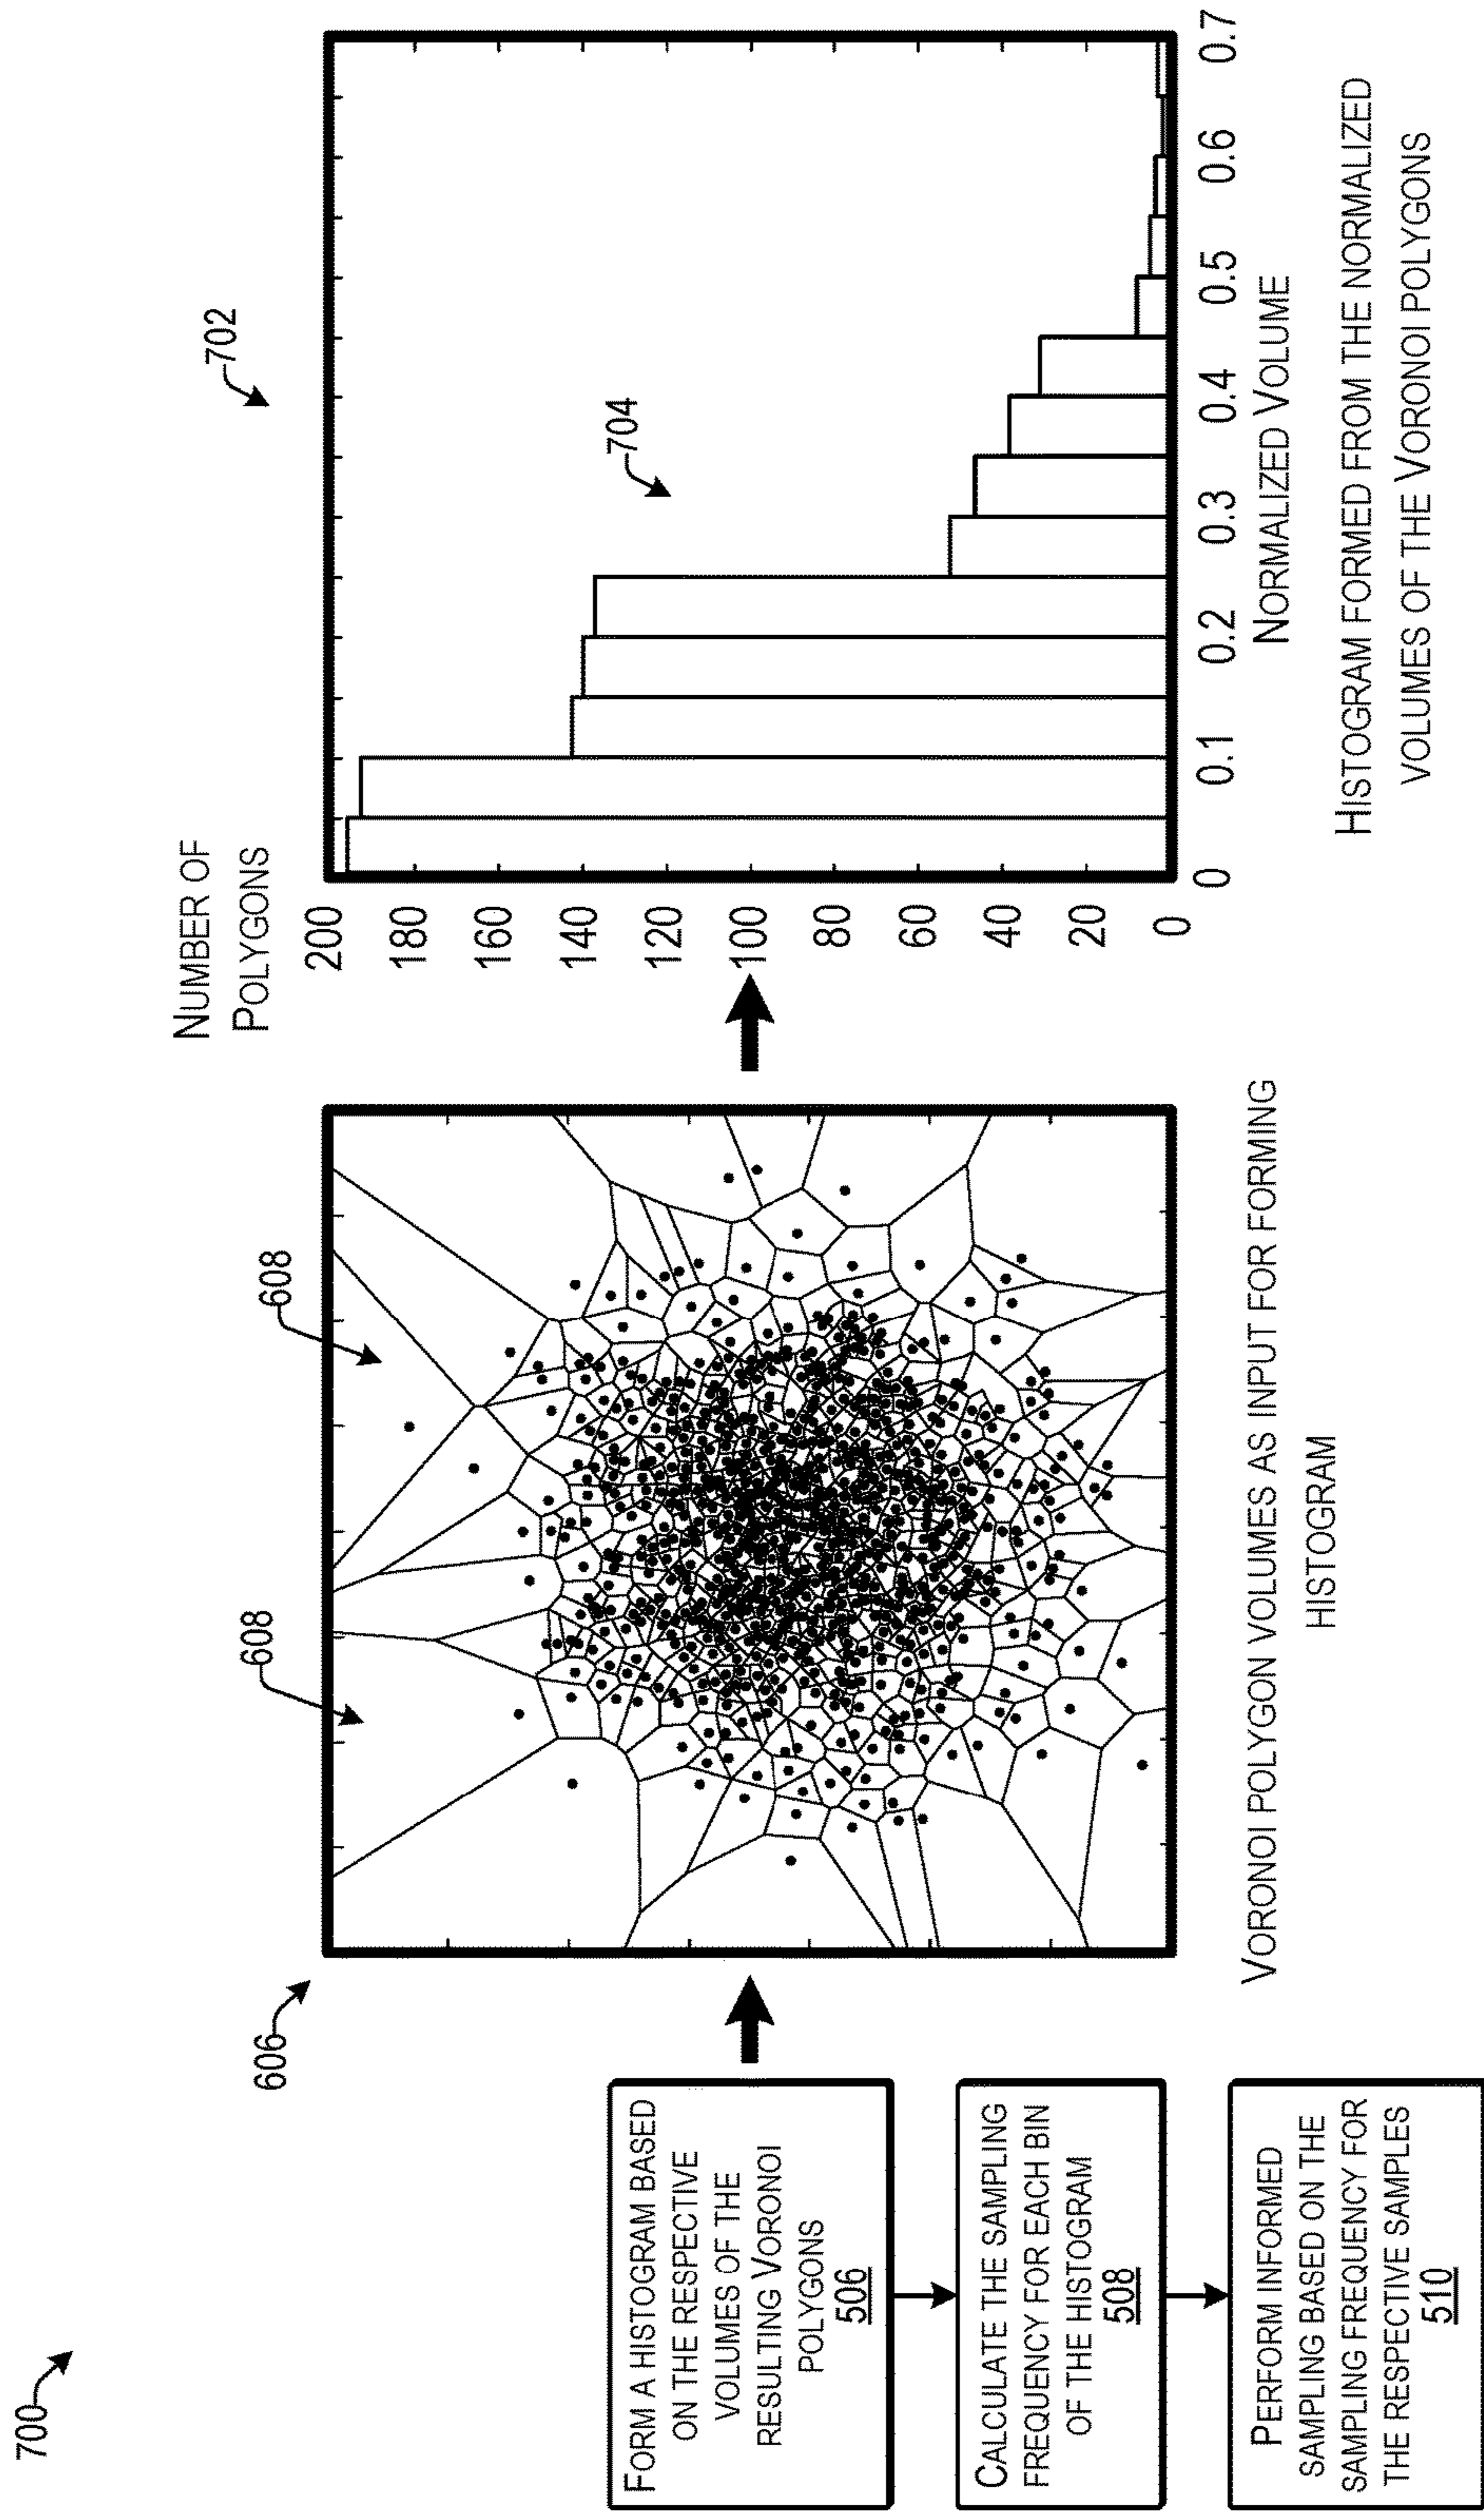 700
FORM A HISTOGRAM BASED
ON THE RESPECTIVE
VOLUMES OF THE
RESULTING VORONOI
POLYGONS
506
CALCULATE THE SAMPLING
FREQUENCY FOR EACH BIN
OF THE HISTOGRAM
508
PERFORM INFORMED
SAMPLING BASED ON THE
SAMPLING FREQUENCY FOR
THE RESPECTIVE SAMPLES
510
606
608
608
VORONOI POLYGON VOLUMES AS INPUT FOR FORMING
HISTOGRAM
NUMBER OF
POLYGONS
702
704
200
180
160
140
120
100
80
60
40
20
0
0
0.1
0.2
0.3
0.4
0.5
0.6
0.7
NORMALIZED VOLUME
HISTOGRAM FORMED FROM THE NORMALIZED
VOLUMES OF THE VORONOI POLYGONS